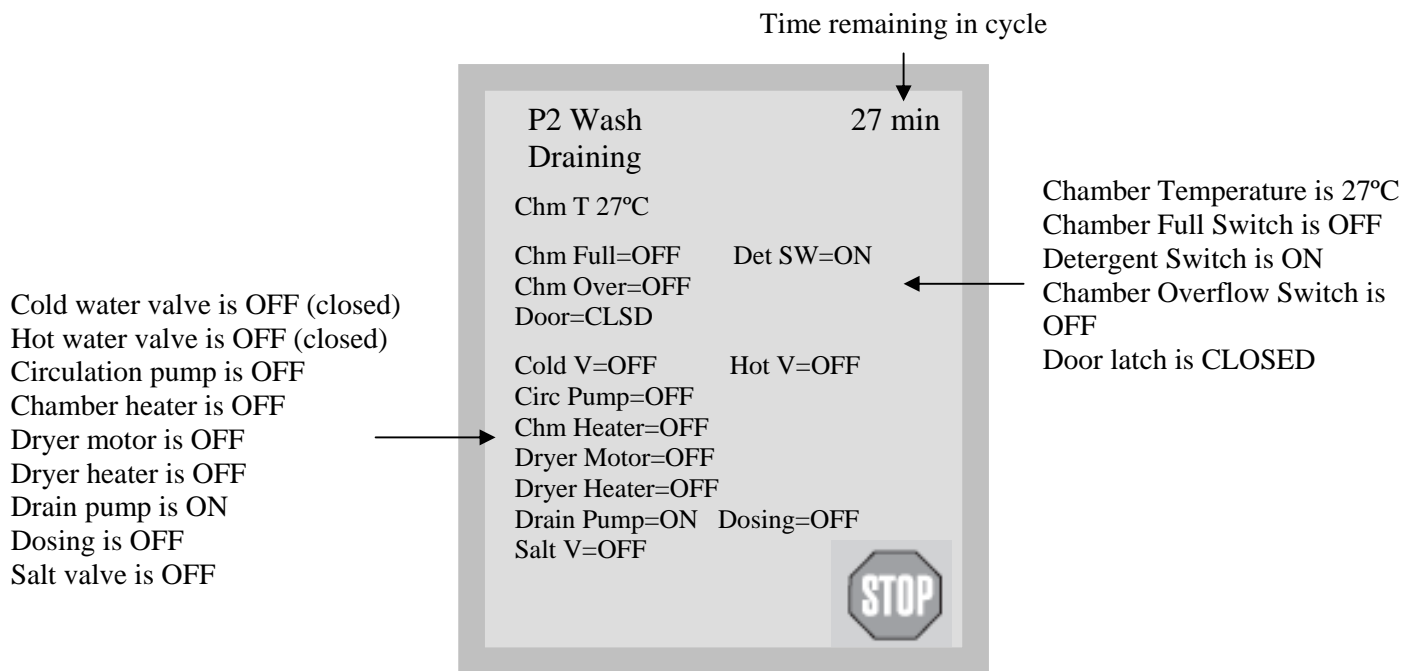 Time remaining in cycle
P2 Wash 27 min
Draining
Chm T 27ºC
Chm Full=OFF Det SW=ON
Chm Over=OFF
Door=CLSD
Cold V=OFF Hot V=OFF
Circ Pump=OFF
Chm Heater=OFF
Dryer Motor=OFF
Dryer Heater=OFF
Drain Pump=ON Dosing=OFF
Salt V=OFF
STOP
Chamber Temperature is 27ºC
Chamber Full Switch is OFF
Detergent Switch is ON
Chamber Overflow Switch is
OFF
Door latch is CLOSED
Cold water valve is OFF (closed)
Hot water valve is OFF (closed)
Circulation pump is OFF
Chamber heater is OFF
Dryer motor is OFF
Dryer heater is OFF
Drain pump is ON
Dosing is OFF
Salt valve is OFF